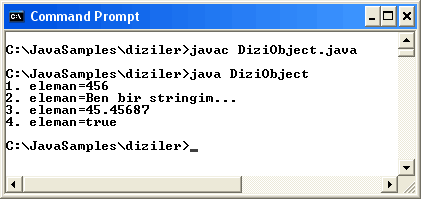 Command Prompt
C:\JavaSamples\diziler>javac DiziObject.java
C:\JavaSamples\diziler>java DiziObject
1. eleman=456
2. eleman=Ben bir stringim...
3. eleman=45.45687
4. eleman=true
C:\JavaSamples\diziler>_